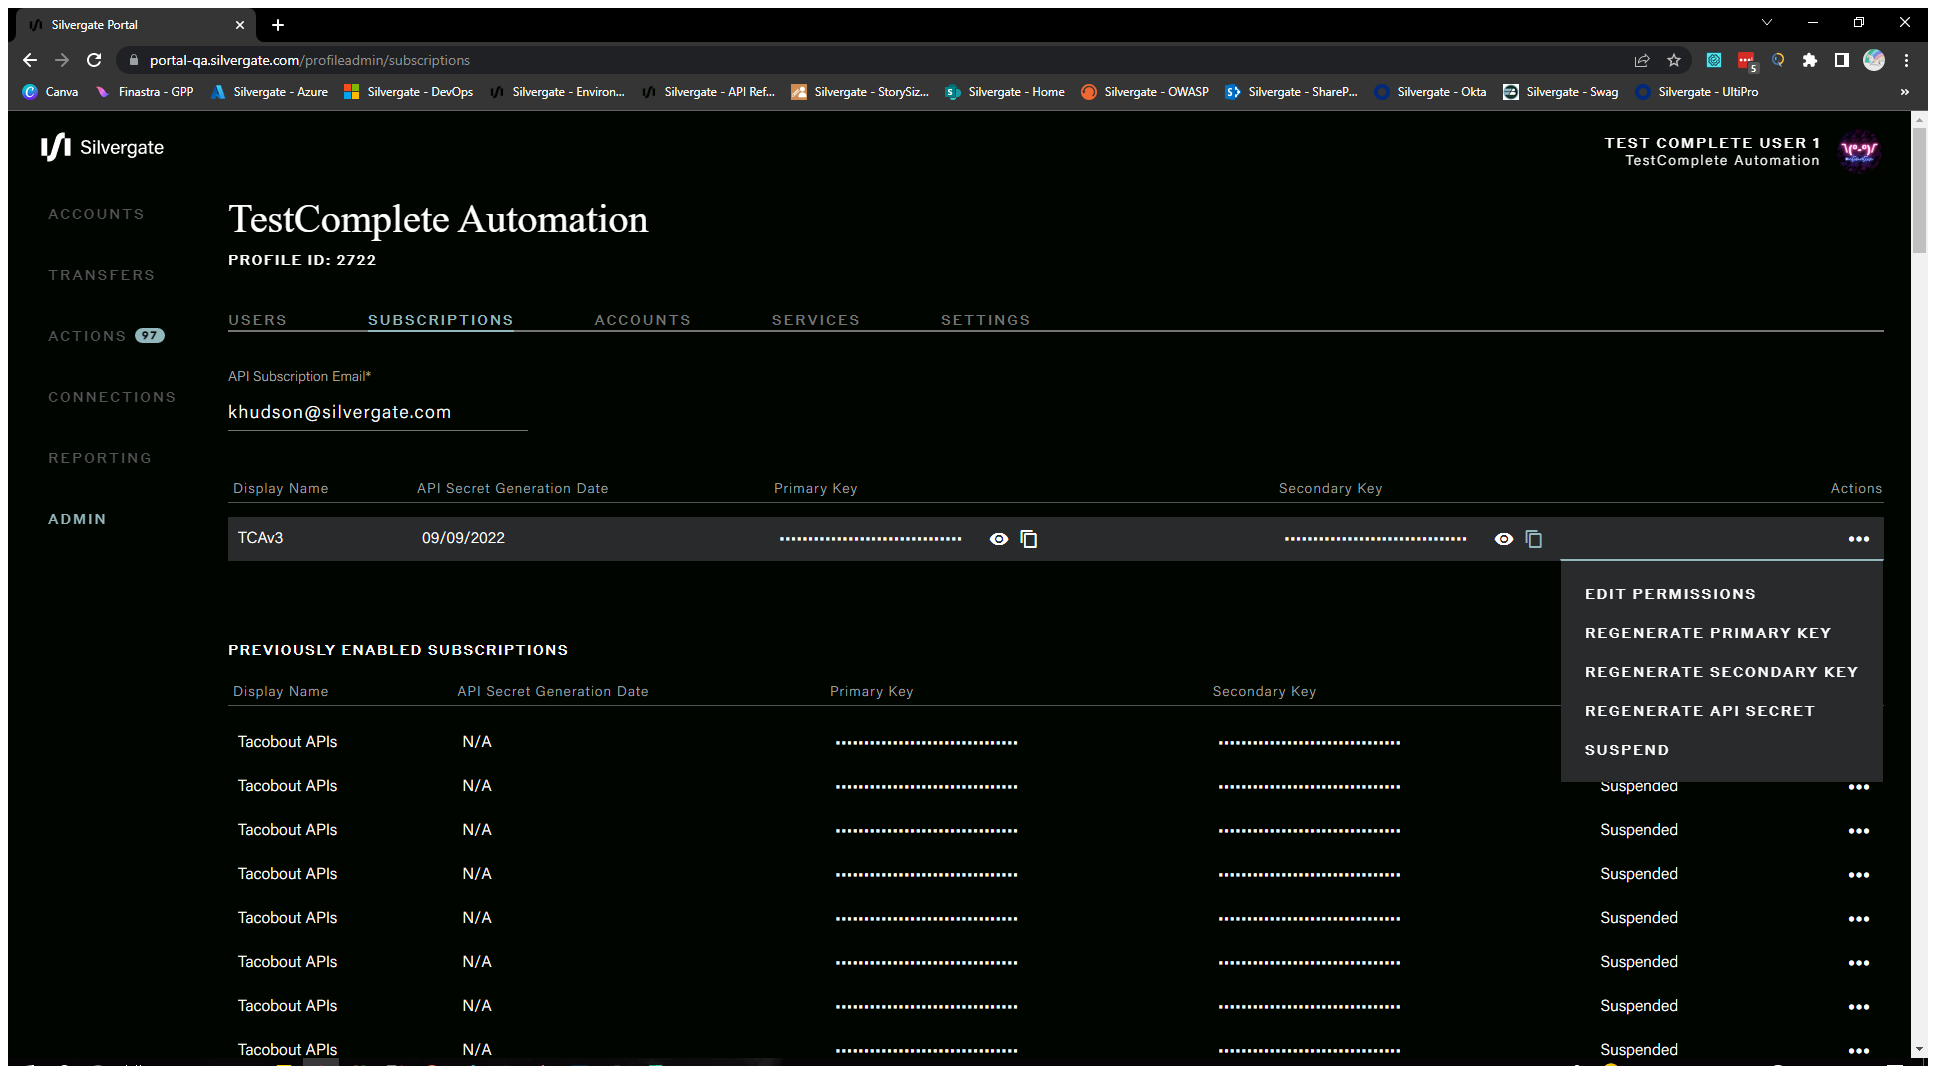 Silvergate Portal
portal-qa.silvergate.com/profileadmin/subscriptions
5
Canva Finastra - GPP Silvergate - Azure Silvergate - DevOps Silvergate - Environ... Silvergate - API Ref... Silvergate - StorySiz... Silvergate - Home Silvergate - OWASP Silvergate - ShareP... Silvergate - Okta Silvergate - Swag Silvergate - UltiPro »
Silvergate
TEST COMPLETE USER 1
TestComplete Automation
ACCOUNTS
TRANSFERS
ACTIONS 97
CONNECTIONS
REPORTING
ADMIN
TestComplete Automation
PROFILE ID: 2722
USERS SUBSCRIPTIONS ACCOUNTS SERVICES SETTINGS
API Subscription Email*
khudson@silvergate.com
Display Name API Secret Generation Date Primary Key Secondary Key Actions
TCAv3 09/09/2022
EDIT PERMISSIONS
REGENERATE PRIMARY KEY
REGENERATE SECONDARY KEY
REGENERATE API SECRET
SUSPEND
PREVIOUSLY ENABLED SUBSCRIPTIONS
Display Name API Secret Generation Date Primary Key Secondary Key
Tacobout APIs N/A
Tacobout APIs N/A Suspended
Tacobout APIs N/A Suspended
Tacobout APIs N/A Suspended
Tacobout APIs N/A Suspended
Tacobout APIs N/A Suspended
Tacobout APIs N/A Suspended
Tacobout APIs N/A Suspended